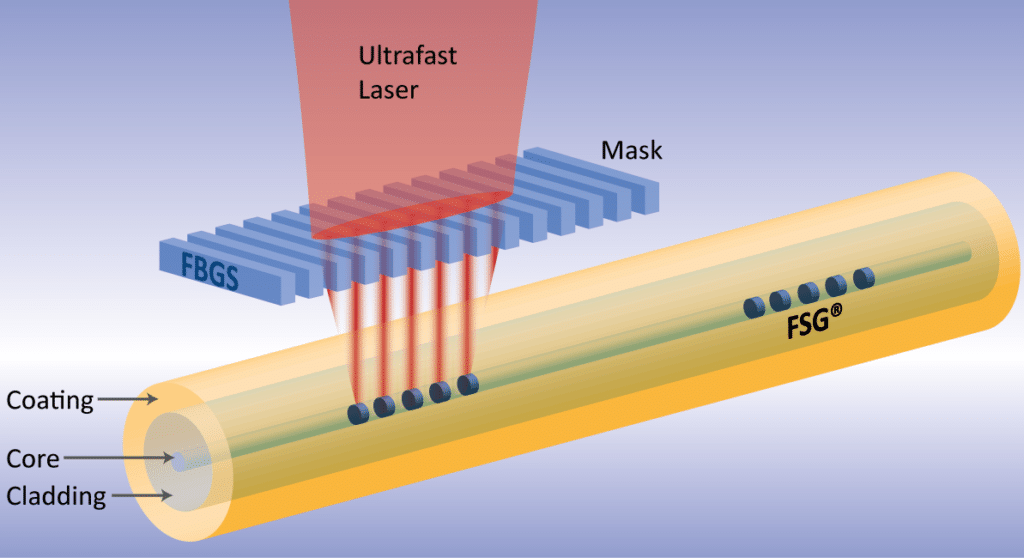 Ultrafast
Laser
Mask
FBGS
FSG®
Coating
Core
Cladding